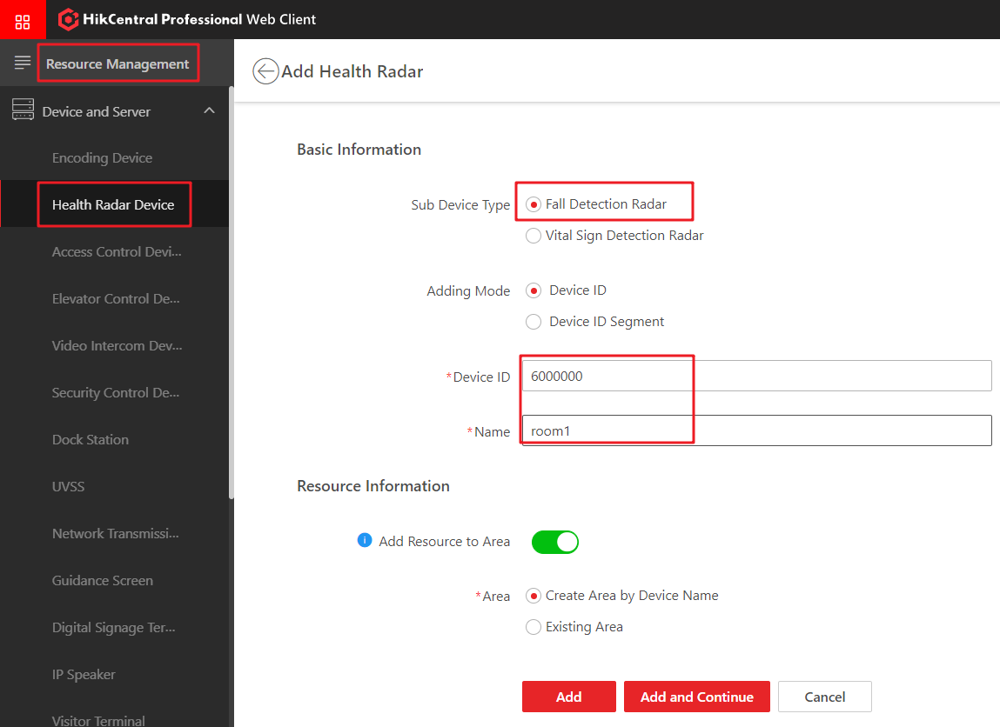 HikCentral Professional Web Client
Resource Management
Device and Server
Encoding Device
Health Radar Device
Access Control Devi...
Elevator Control De...
Video Intercom Dev...
Security Control De...
Dock Station
UVSS
Network Transmissi...
Guidance Screen
Digital Signage Ter...
IP Speaker
Visitor Terminal
Add Health Radar
Basic Information
Sub Device Type
Fall Detection Radar
Vital Sign Detection Radar
Adding Mode
Device ID
Device ID Segment
*Device ID
6000000
*Name
room1
Resource Information
i Add Resource to Area
*Area
Create Area by Device Name
Existing Area
Add
Add and Continue
Cancel